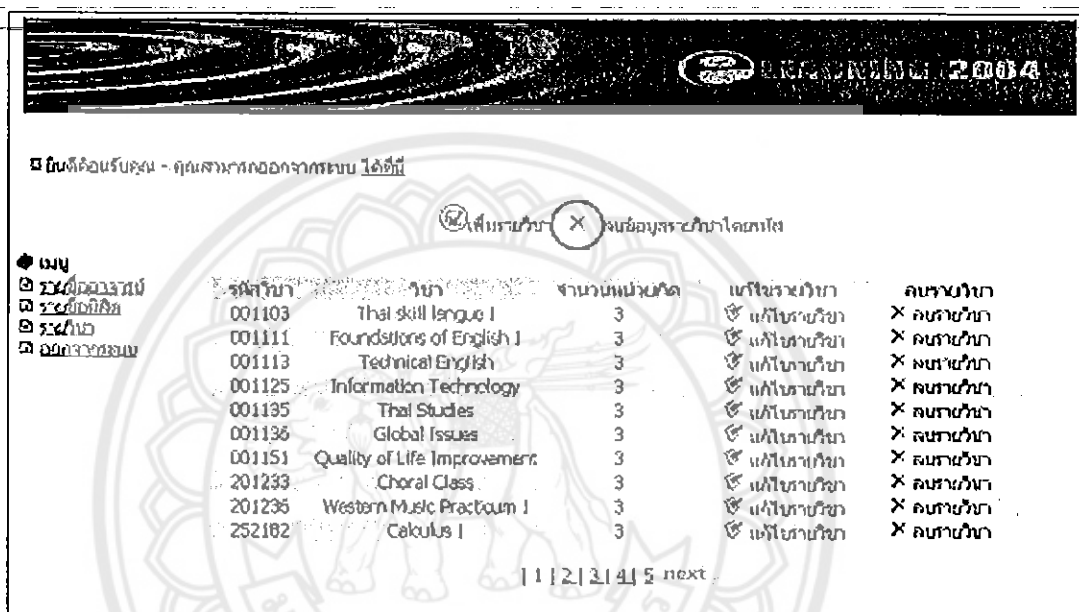 2004
ยินดีต้อนรับคุณ - คุณสามารถออกจากระบบ ได้ที่นี่
เพิ่มรายวิชา ลบข้อมูลรายวิชาโดยรหัส
เมนู
รายชื่ออาจารย์
รายชื่อนิสิต
รายวิชา
ออกจากระบบ
รหัสวิชา วิชา จำนวนหน่วยกิต แก้ไขรายวิชา ลบรายวิชา
001103 Thai skill langue I 3 แก้ไขรายวิชา ลบรายวิชา
001111 Foundations of English I 3 แก้ไขรายวิชา ลบรายวิชา
001113 Technical English 3 แก้ไขรายวิชา ลบรายวิชา
001125 Information Technology 3 แก้ไขรายวิชา ลบรายวิชา
001135 Thai Studies 3 แก้ไขรายวิชา ลบรายวิชา
001136 Global Issues 3 แก้ไขรายวิชา ลบรายวิชา
001151 Quality of Life Improvement 3 แก้ไขรายวิชา ลบรายวิชา
201233 Choral Class 3 แก้ไขรายวิชา ลบรายวิชา
201236 Western Music Practicum I 3 แก้ไขรายวิชา ลบรายวิชา
252182 Calculus I 3 แก้ไขรายวิชา ลบรายวิชา
| 1 | 2 | 3 | 4 | 5 next